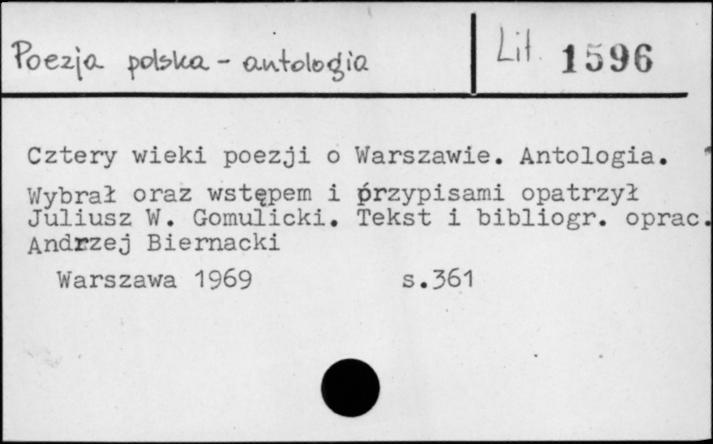 Poezja polska - antologia
Lit. 1596
Cztery wieki poezji o Warszawie. Antologia.
Wybrał oraz wstępem i przypisami opatrzył
Juliusz W. Gomulicki. Tekst i bibliogr. oprac.
Andrzej Biernacki
Warszawa 1969 s.361